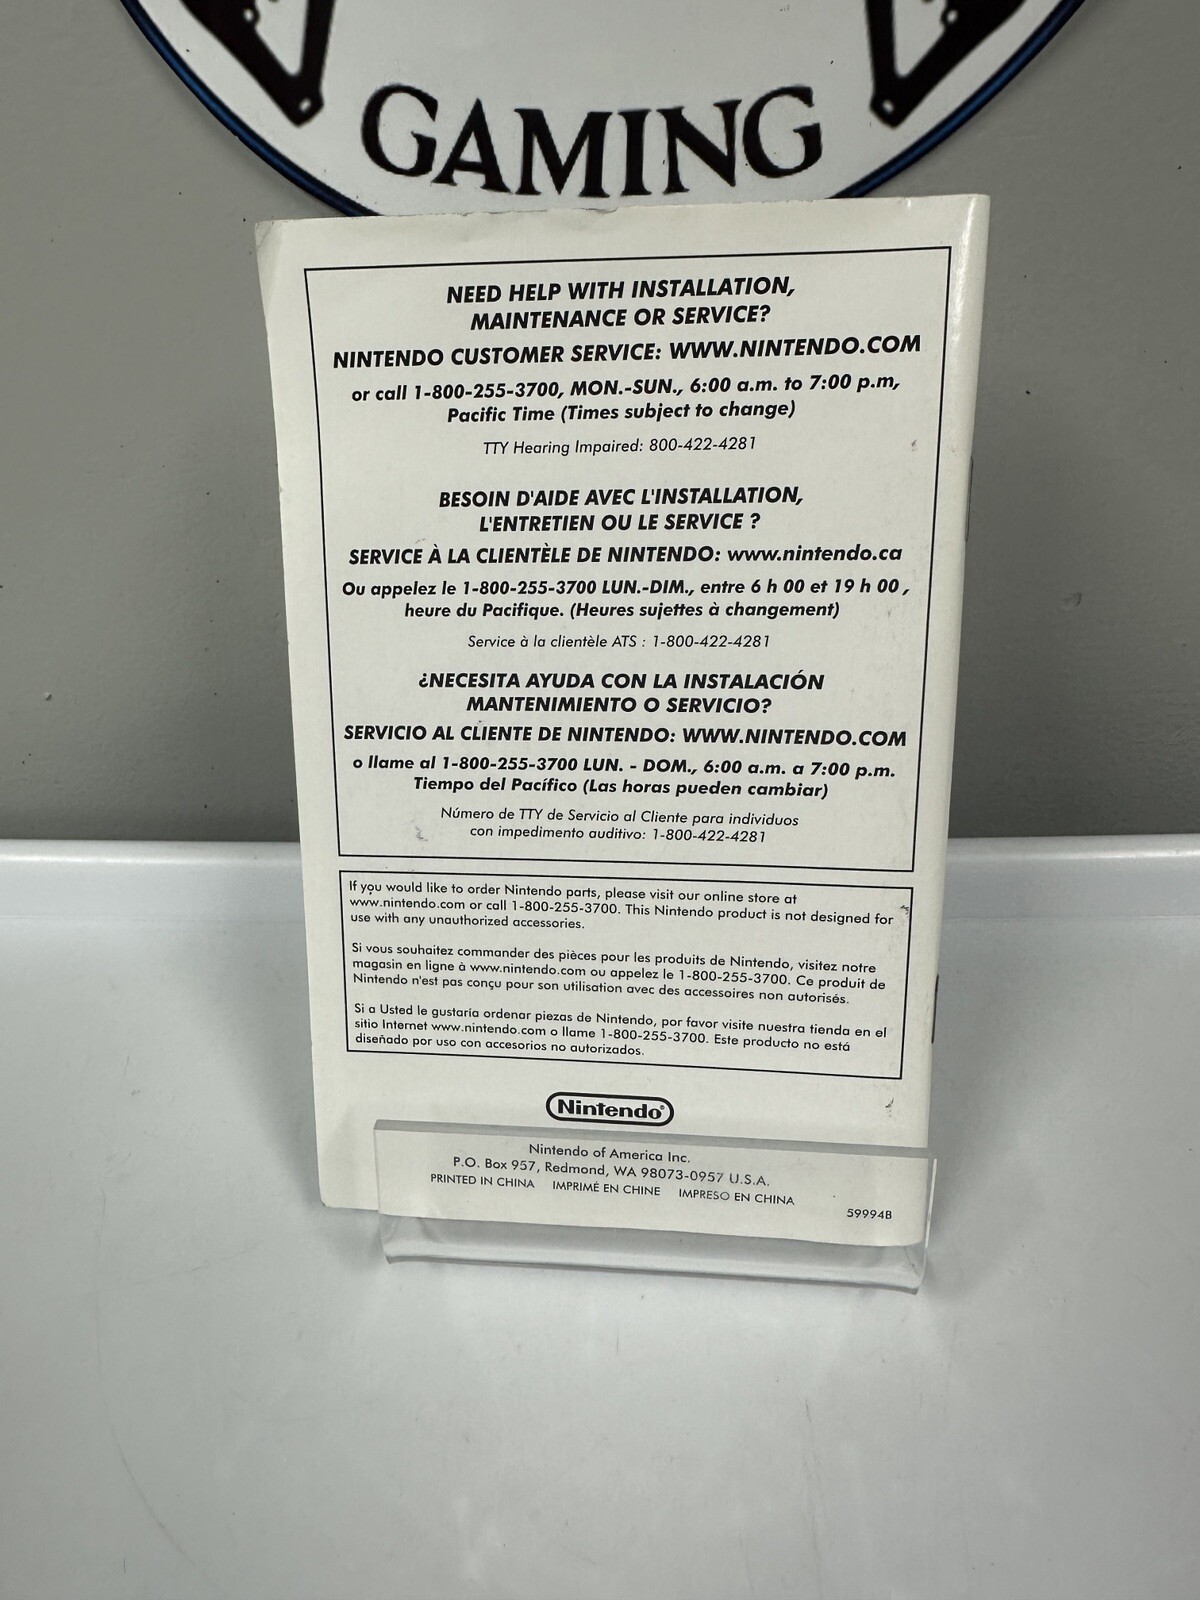 GAMING
NEED HELP WITH INSTALLATION,
MAINTENANCE OR SERVICE?
NINTENDO CUSTOMER SERVICE: WWW.NINTENDO.COM
or call 1-800-255-3700, MON.-SUN., 6:00 a.m. to 7:00 p.m,
Pacific Time (Times subject to change)
TTY Hearing Impaired: 800-422-4281
BESOIN D'AIDE AVEC L'INSTALLATION,
L'ENTRETIEN OU LE SERVICE ?
SERVICE À LA CLIENTÈLE DE NINTENDO: www.nintendo.ca
Ou appelez le 1-800-255-3700 LUN.-DIM., entre 6 h 00 et 19 h 00 ,
heure du Pacifique. (Heures sujettes à changement)
Service à la clientèle ATS : 1-800-422-4281
¿NECESITA AYUDA CON LA INSTALACIÓN
MANTENIMIENTO O SERVICIO?
SERVICIO AL CLIENTE DE NINTENDO: WWW.NINTENDO.COM
o llame al 1-800-255-3700 LUN. - DOM., 6:00 a.m. a 7:00 p.m.
Tiempo del Pacífico (Las horas pueden cambiar)
Número de TTY de Servicio al Cliente para individuos
con impedimento auditivo: 1-800-422-4281
If you would like to order Nintendo parts, please visit our online store at
www.nintendo.com or call 1-800-255-3700. This Nintendo product is not designed for
use with any unauthorized accessories.
Si vous souhaitez commander des pièces pour les produits de Nintendo, visitez notre
magasin en ligne à www.nintendo.com ou appelez le 1-800-255-3700. Ce produit de
Nintendo n'est pas conçu pour son utilisation avec des accessoires non autorisés.
Si a Usted le gustaría ordenar piezas de Nintendo, por favor visite nuestra tienda en el
sitio Internet www.nintendo.com o llame 1-800-255-3700. Este producto no está
diseñado por uso con accesorios no autorizados.
Nintendo®
Nintendo of America Inc.
P.O. Box 957, Redmond, WA 98073-0957 U.S.A.
PRINTED IN CHINA IMPRIMÉ EN CHINE IMPRESO EN CHINA
59994B